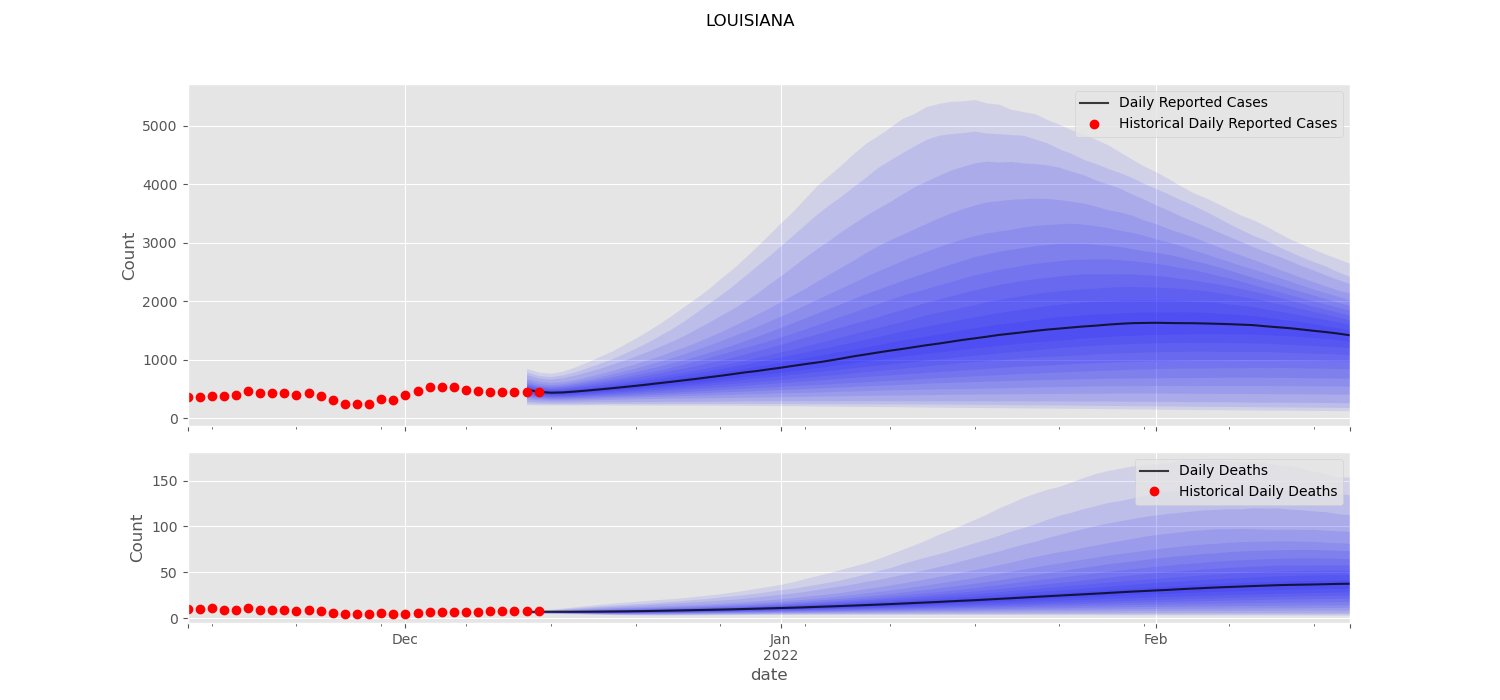 LOUISIANA
Daily Reported Cases
Historical Daily Reported Cases
5000
4000
3000
2000
1000
0
Count
Daily Deaths
Historical Daily Deaths
150
100
50
0
Count
Dec
Jan
2022
Feb
date